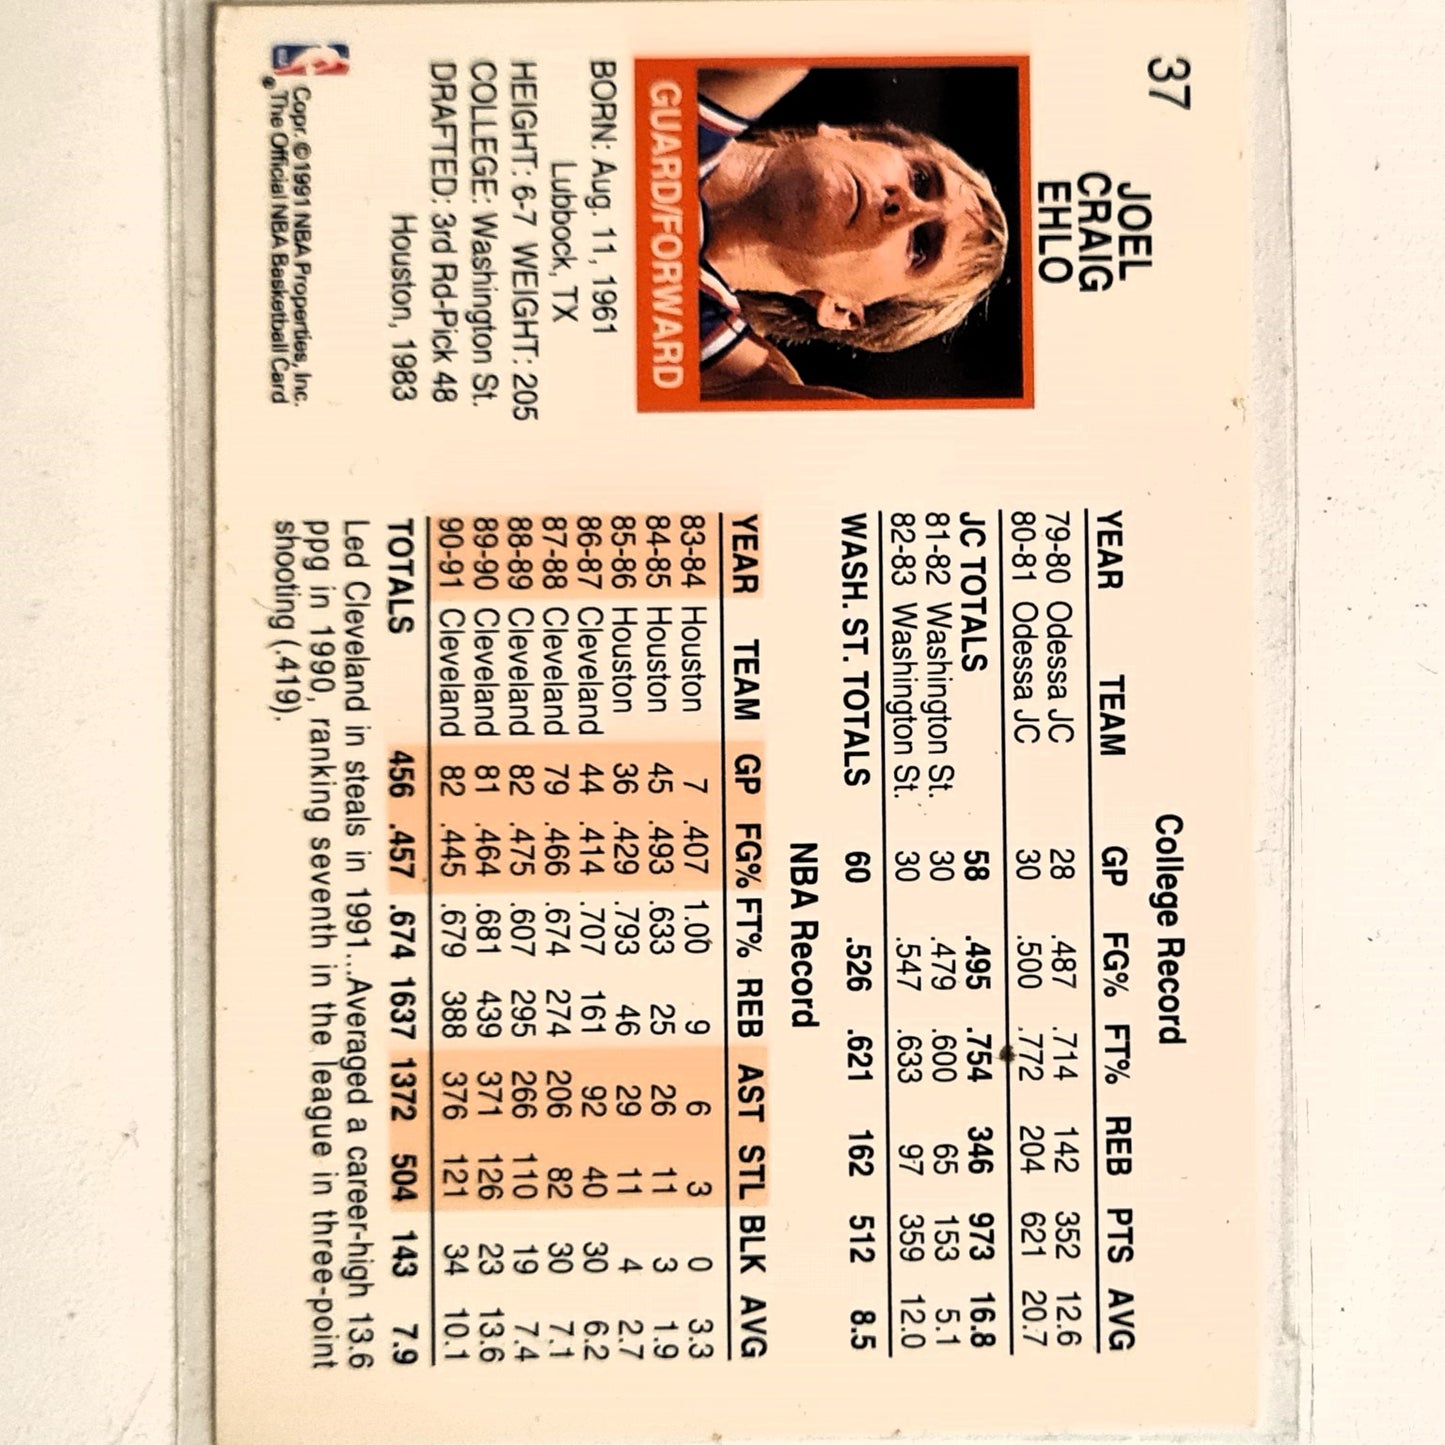 37
JOEL
CRAIG
EHLO
GUARD/FORWARD
BORN: Aug. 11, 1961
Lubbock, TX
HEIGHT: 6-7 WEIGHT: 205
COLLEGE: Washington St.
DRAFTED: 3rd Rd-Pick 48
Houston, 1983
Copr. ©1991 NBA Properties, Inc.
The Official NBA Basketball Card
College Record
YEAR TEAM GP FG% FT% REB PTS AVG
79-80 Odessa JC 28 .487 .714 142 352 12.6
80-81 Odessa JC 30 .500 .772 204 621 20.7
JC TOTALS 58 .495 .754 346 973 16.8
81-82 Washington St. 30 .479 .600 65 153 5.1
82-83 Washington St. 30 .547 .633 97 359 12.0
WASH. ST. TOTALS 60 .526 .621 162 512 8.5
NBA Record
YEAR TEAM GP FG% FT% REB AST STL BLK AVG
83-84 Houston 7 .407 1.00 9 6 3 0 3.3
84-85 Houston 45 .493 .633 25 26 11 3 1.9
85-86 Houston 36 .429 .793 46 29 11 4 2.7
86-87 Cleveland 44 .414 .707 161 92 40 30 6.2
87-88 Cleveland 79 .466 .674 274 206 82 30 7.1
88-89 Cleveland 82 .475 .607 295 266 110 19 7.4
89-90 Cleveland 81 .464 .681 439 371 126 23 13.6
90-91 Cleveland 82 .445 .679 388 376 121 34 10.1
TOTALS 456 .457 .674 1637 1372 504 143 7.9
Led Cleveland in steals in 1991...Averaged a career-high 13.6
ppg in 1990, ranking seventh in the league in three-point
shooting (.419).